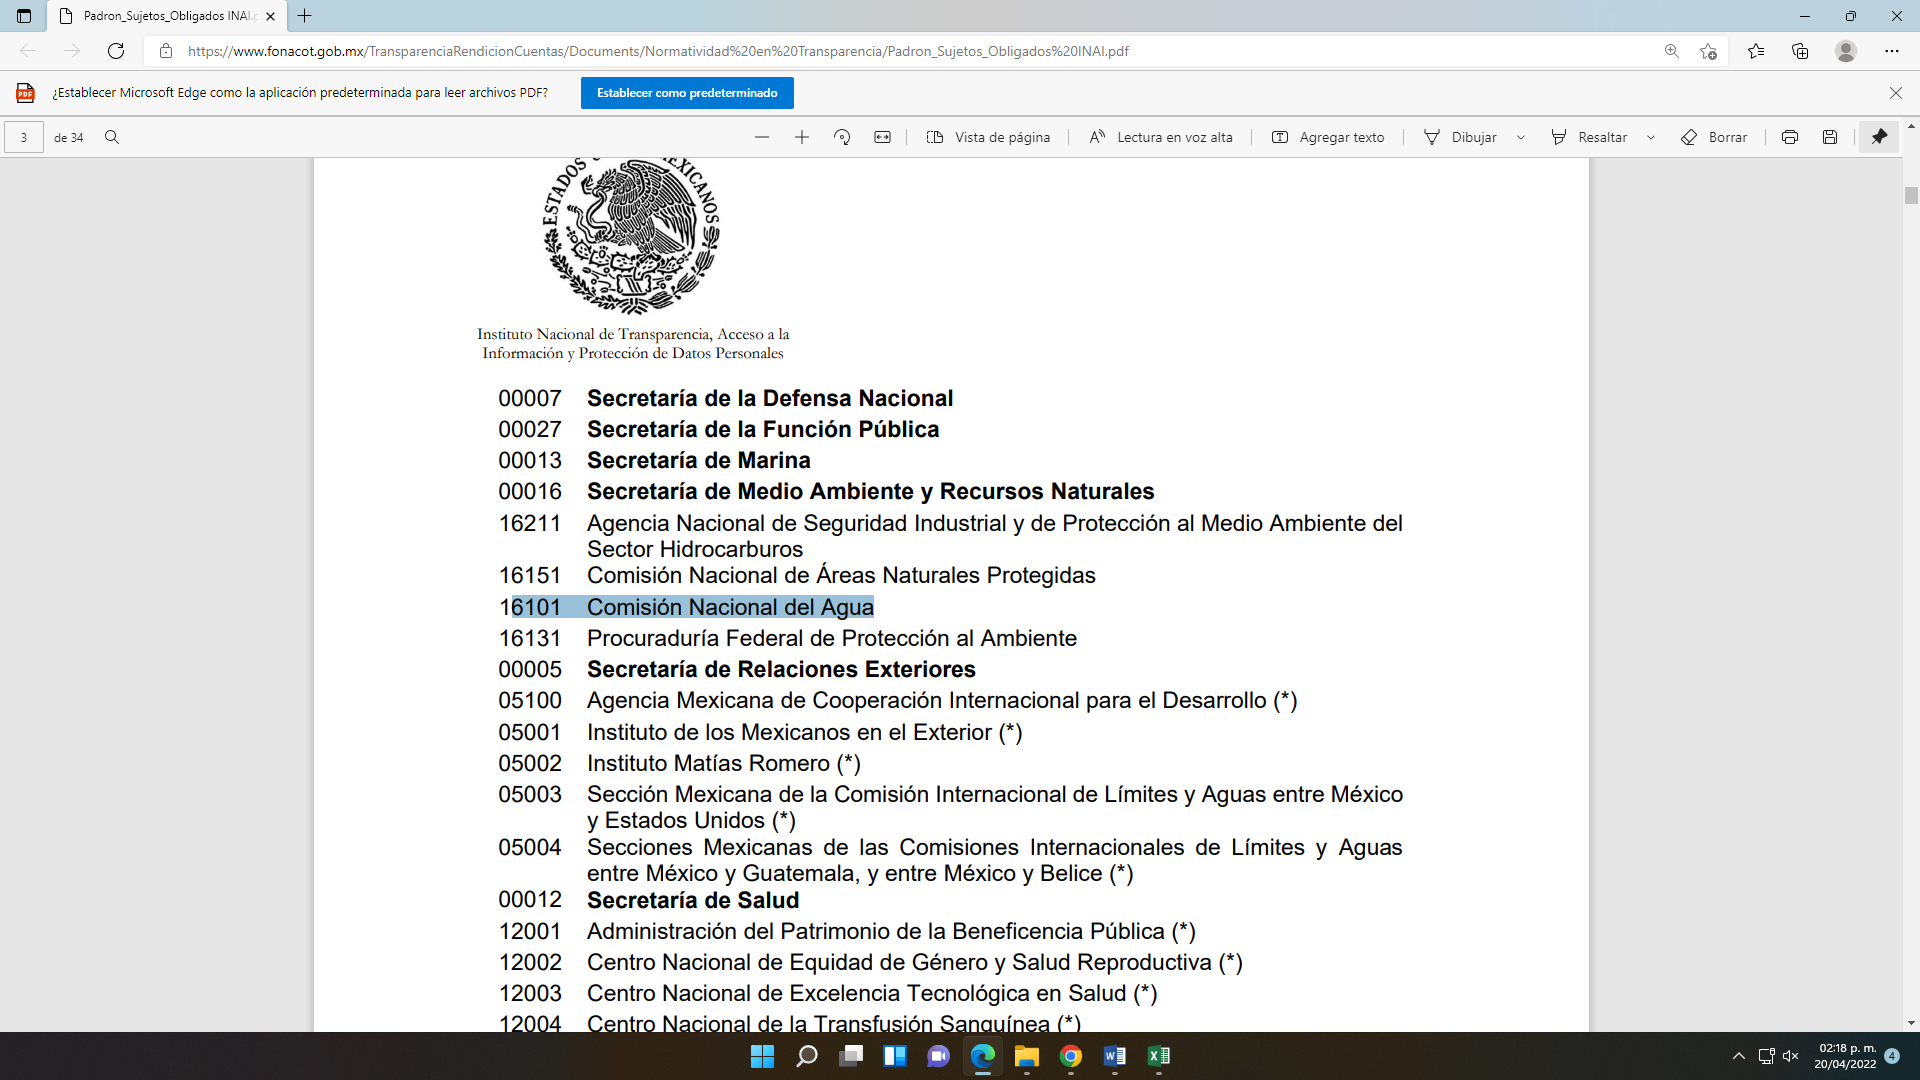 Padron_Sujetos_Obligados INAI.p
https://www.fonacot.gob.mx/TransparenciaRendicionCuentas/Documents/Normatividad%20en%20Transparencia/Padron_Sujetos_Obligados%20INAI.pdf
PDF
¿Establecer Microsoft Edge como la aplicación predeterminada para leer archivos PDF?
Establecer como predeterminado
3 de 34
Vista de página
Lectura en voz alta
Agregar texto
Dibujar
Resaltar
Borrar
ESTADOS UNIDOS MEXICANOS
Instituto Nacional de Transparencia, Acceso a la
Información y Protección de Datos Personales
00007 Secretaría de la Defensa Nacional
00027 Secretaría de la Función Pública
00013 Secretaría de Marina
00016 Secretaría de Medio Ambiente y Recursos Naturales
16211 Agencia Nacional de Seguridad Industrial y de Protección al Medio Ambiente del
Sector Hidrocarburos
16151 Comisión Nacional de Áreas Naturales Protegidas
16101 Comisión Nacional del Agua
16131 Procuraduría Federal de Protección al Ambiente
00005 Secretaría de Relaciones Exteriores
05100 Agencia Mexicana de Cooperación Internacional para el Desarrollo (*)
05001 Instituto de los Mexicanos en el Exterior (*)
05002 Instituto Matías Romero (*)
05003 Sección Mexicana de la Comisión Internacional de Límites y Aguas entre México
y Estados Unidos (*)
05004 Secciones Mexicanas de las Comisiones Internacionales de Límites y Aguas
entre México y Guatemala, y entre México y Belice (*)
00012 Secretaría de Salud
12001 Administración del Patrimonio de la Beneficencia Pública (*)
12002 Centro Nacional de Equidad de Género y Salud Reproductiva (*)
12003 Centro Nacional de Excelencia Tecnológica en Salud (*)
12004 Centro Nacional de la Transfusión Sanguínea (*)
02:18 p. m.
20/04/2022
4